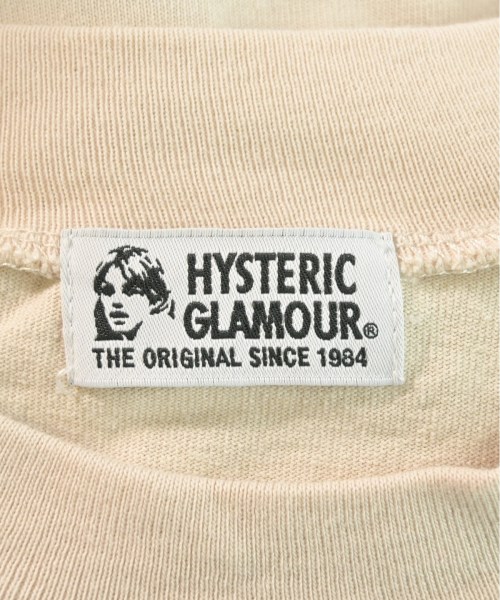 HYSTERIC
GLAMOUR®
THE ORIGINAL SINCE 1984